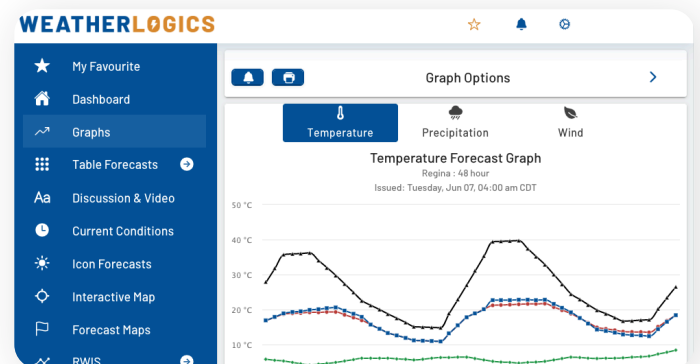 WEATHERLOGICS
My Favourite
Dashboard
Graphs
Table Forecasts
Aa Discussion & Video
Current Conditions
Icon Forecasts
Interactive Map
Forecast Maps
RWIS
Graph Options
Temperature
Precipitation
Wind
Temperature Forecast Graph
Regina : 48 hour
Issued: Tuesday, Jun 07, 04:00 am CDT
50 °C
40 °C
30 °C
20 °C
10 °C